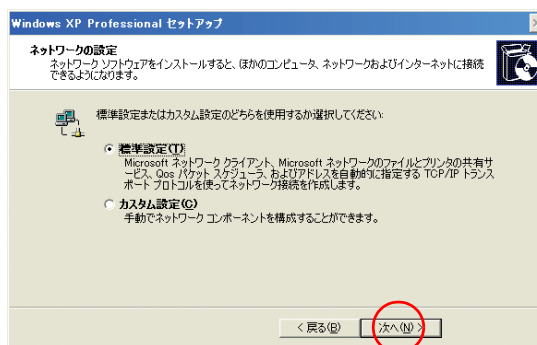 Windows XP Professional セットアップ
ネットワークの設定
ネットワーク ソフトウェアをインストールすると、ほかのコンピュータ、ネットワークおよびインターネットに接続
できるようになります。
標準設定またはカスタム設定のどちらを使用するか選択してください:
標準設定(T)
Microsoft ネットワーク クライアント、Microsoft ネットワークのファイルとプリンタの共有サ
ービス、Qos パケット スケジューラ、およびアドレスを自動的に指定する TCP/IP トランス
ポート プロトコルを使ってネットワーク接続を作成します。
カスタム設定(C)
手動でネットワーク コンポーネントを構成することができます。
< 戻る(B)
次へ(N) >